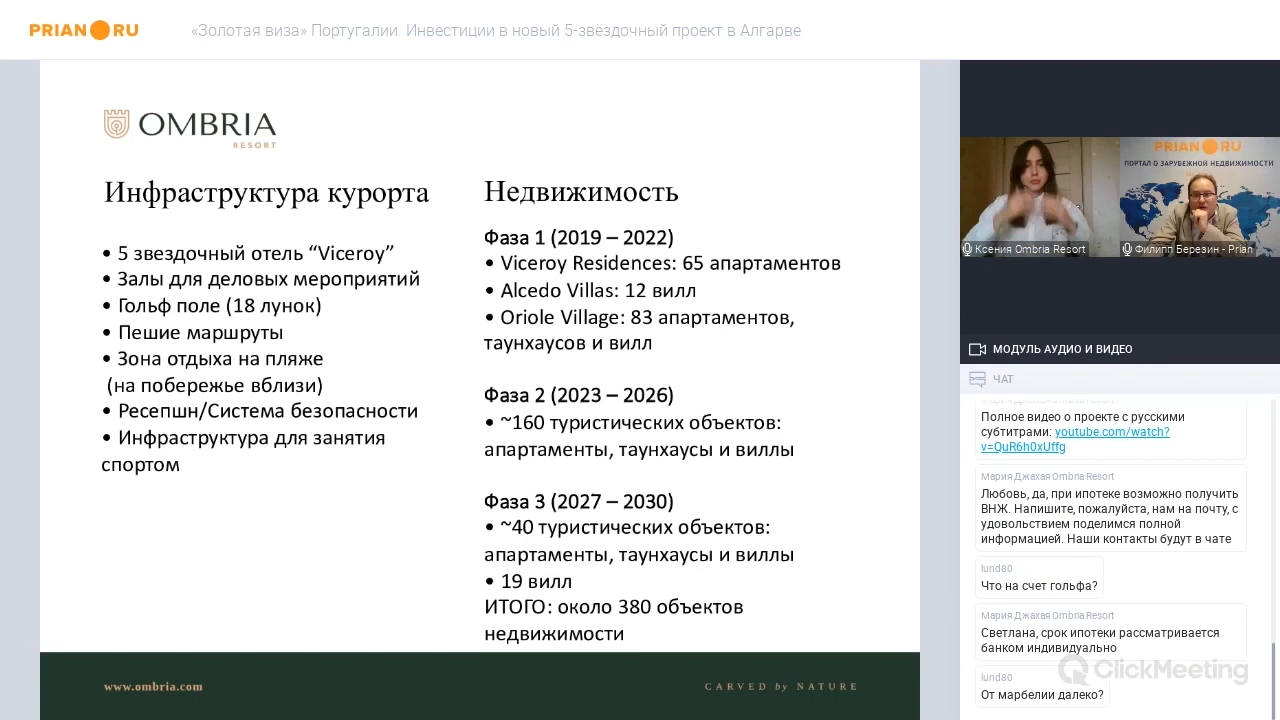 PRIAN RU
«Золотая виза» Португалии. Инвестиции в новый 5-звёздочный проект в Алгарве
OMBRIA
RESORT
Инфраструктура курорта
• 5 звездочный отель “Viceroy”
• Залы для деловых мероприятий
• Гольф поле (18 лунок)
• Пешие маршруты
• Зона отдыха на пляже
(на побережье вблизи)
• Ресепшн/Система безопасности
• Инфраструктура для занятия
спортом
Недвижимость
Фаза 1 (2019 – 2022)
• Viceroy Residences: 65 апартаментов
• Alcedo Villas: 12 вилл
• Oriole Village: 83 апартаментов,
таунхаусов и вилл
Фаза 2 (2023 – 2026)
• ~160 туристических объектов:
апартаменты, таунхаусы и виллы
Фаза 3 (2027 – 2030)
• ~40 туристических объектов:
апартаменты, таунхаусы и виллы
• 19 вилл
ИТОГО: около 380 объектов
недвижимости
www.ombria.com
CARVED by NATURE
PRIAN RU
ПОРТАЛ О ЗАРУБЕЖНОЙ НЕДВИЖИМОСТИ
Ксения Ombria Resort
Филипп Березин - Prian
МОДУЛЬ АУДИО И ВИДЕО
ЧАТ
Полное видео о проекте с русскими
субтитрами: youtube.com/watch?
v=QuR6h0xUffg
Мария Джахая Ombria Resort
Любовь, да, при ипотеке возможно получить
ВНЖ. Напишите, пожалуйста, нам на почту, с
удовольствием поделимся полной
информацией. Наши контакты будут в чате
lund80
Что на счет гольфа?
Мария Джахая Ombria Resort
Светлана, срок ипотеки рассматривается
банком индивидуально
lund80
От марбелии далеко?
ClickMeeting